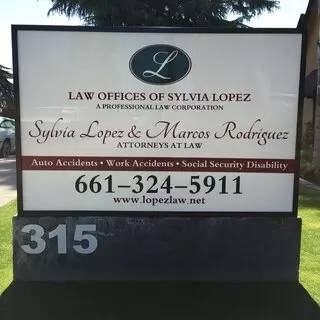 L
LAW OFFICES OF SYLVIA LOPEZ
A PROFESSIONAL LAW CORPORATION
Sylvia Lopez & Marcos Rodriguez
ATTORNEYS AT LAW
Auto Accidents • Work Accidents • Social Security Disability
661-324-5911
www.lopezlaw.net
315